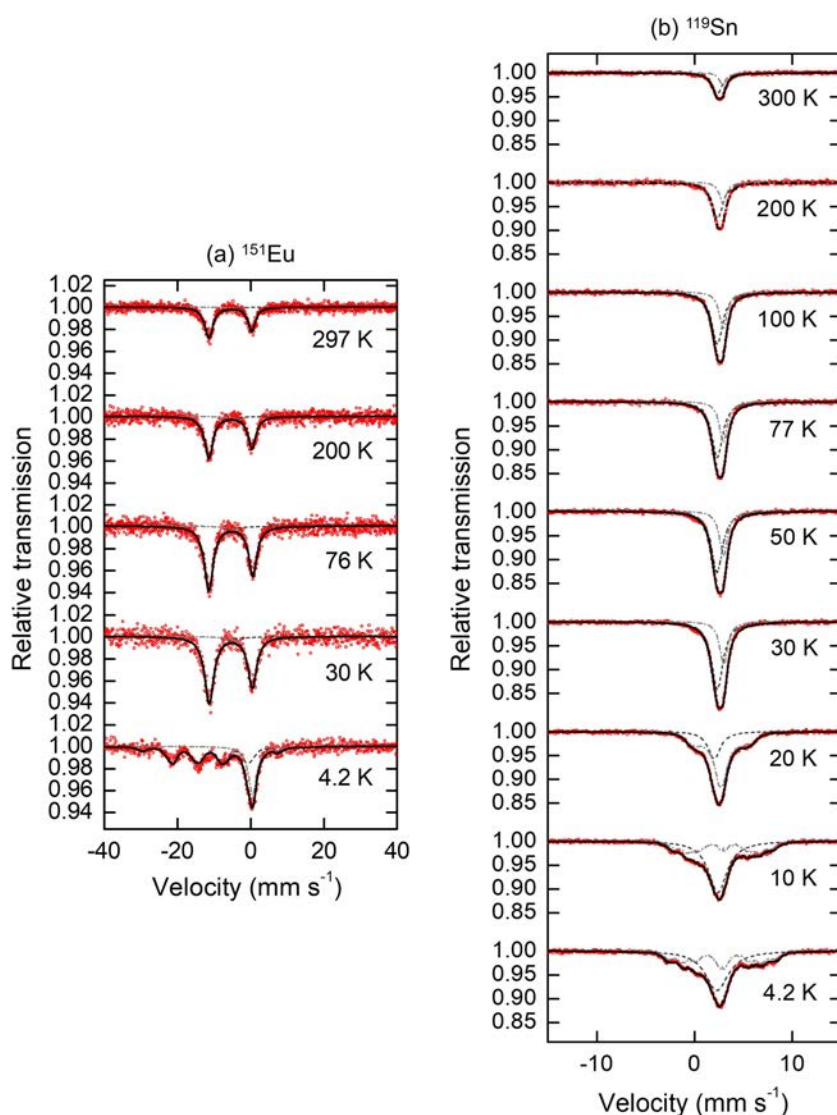 (a) ¹⁵¹Eu
1.02
1.00
0.98
0.96
0.94
297 K
1.02
1.00
0.98
0.96
0.94
200 K
1.02
1.00
0.98
0.96
0.94
76 K
1.02
1.00
0.98
0.96
0.94
30 K
1.02
1.00
0.98
0.96
0.94
4.2 K
Relative transmission
-40 -20 0 20 40
Velocity (mm s⁻¹)
(b) ¹¹⁹Sn
1.00
0.95
0.90
0.85
300 K
1.00
0.95
0.90
0.85
200 K
1.00
0.95
0.90
0.85
100 K
1.00
0.95
0.90
0.85
77 K
1.00
0.95
0.90
0.85
50 K
1.00
0.95
0.90
0.85
30 K
1.00
0.95
0.90
0.85
20 K
1.00
0.95
0.90
0.85
10 K
1.00
0.95
0.90
0.85
4.2 K
Relative transmission
-10 0 10
Velocity (mm s⁻¹)